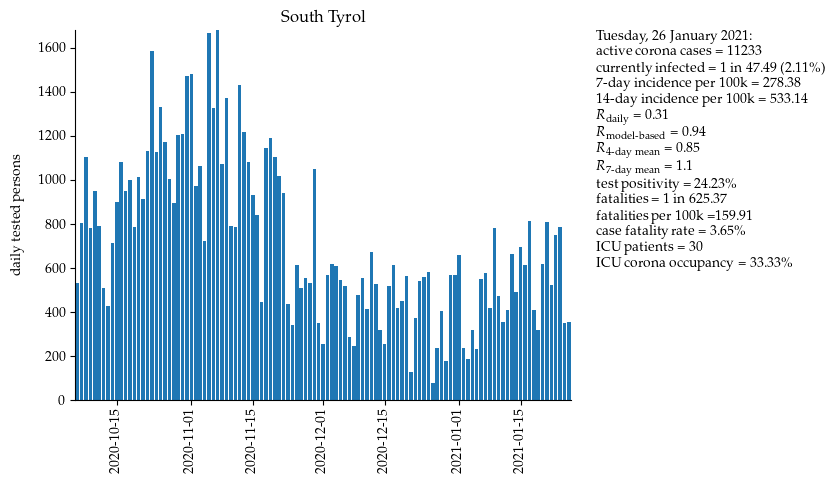 South Tyrol
daily tested persons
1600
1400
1200
1000
800
600
400
200
0
2020-10-15
2020-11-01
2020-11-15
2020-12-01
2020-12-15
2021-01-01
2021-01-15
Tuesday, 26 January 2021:
active corona cases = 11233
currently infected = 1 in 47.49 (2.11%)
7-day incidence per 100k = 278.38
14-day incidence per 100k = 533.14
R daily = 0.31
R model-based = 0.94
R 4-day mean = 0.85
R 7-day mean = 1.1
test positivity = 24.23%
fatalities = 1 in 625.37
fatalities per 100k =159.91
case fatality rate = 3.65%
ICU patients = 30
ICU corona occupancy = 33.33%